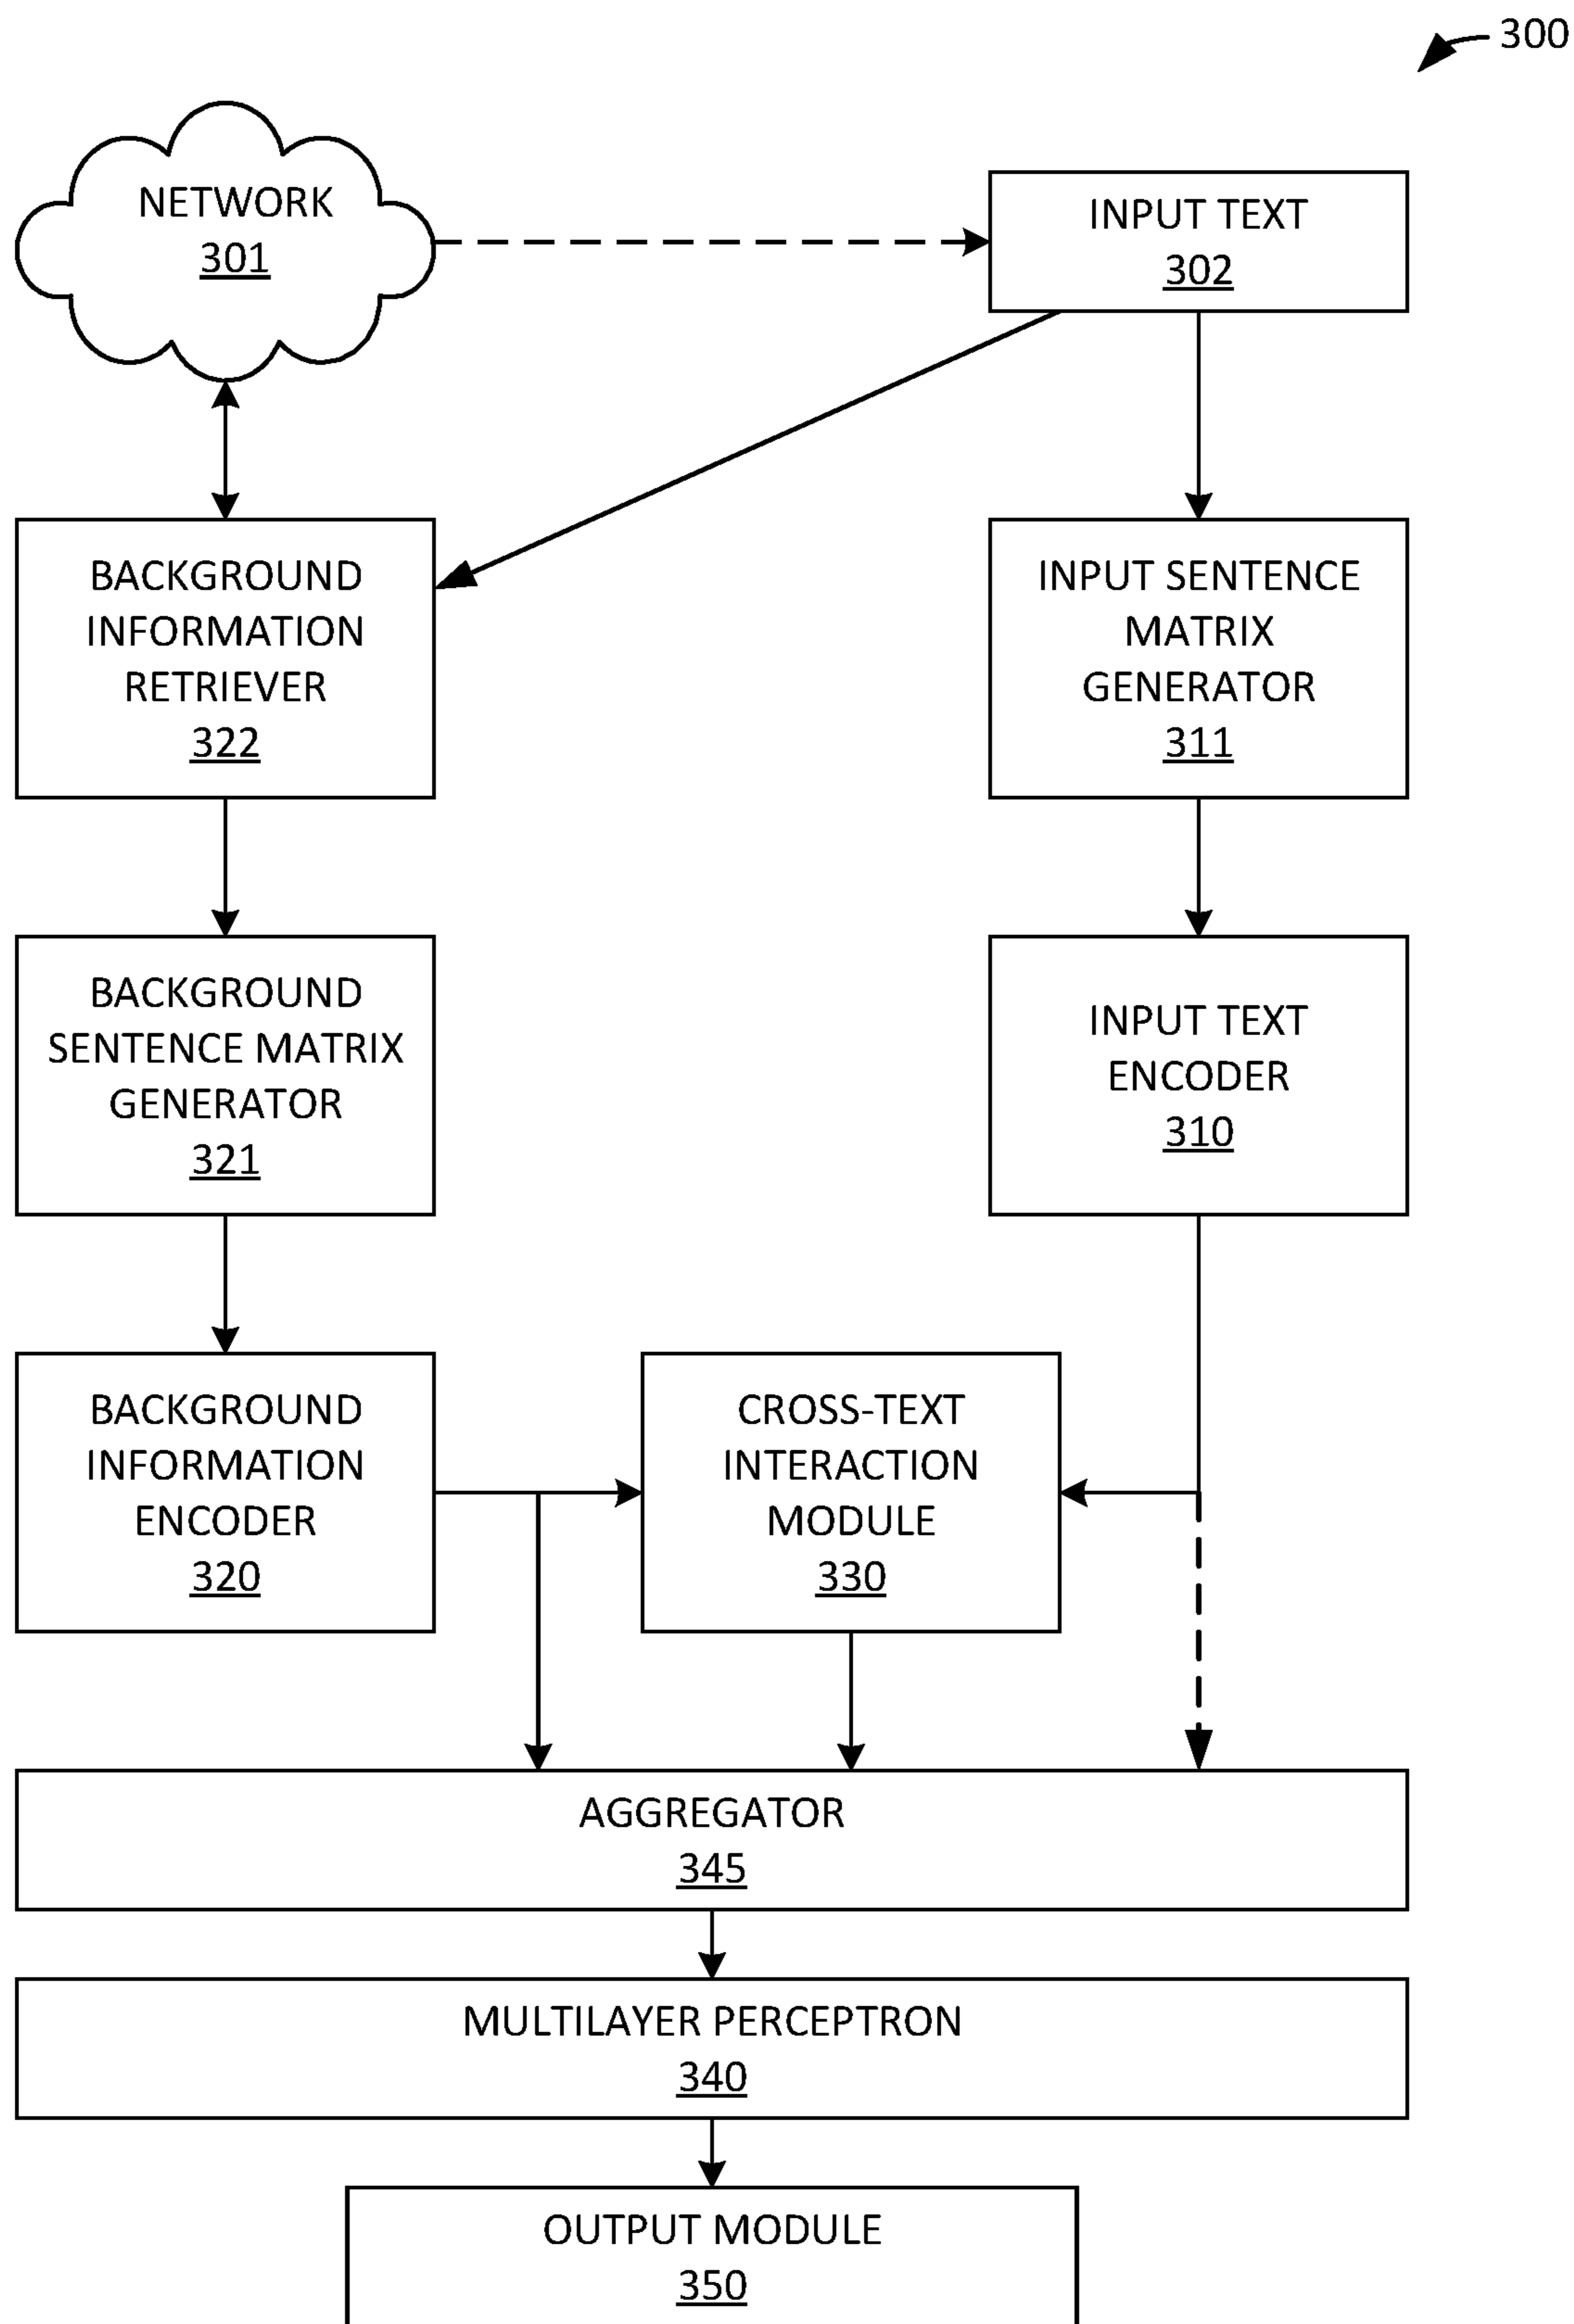 300
NETWORK
301
INPUT TEXT
302
BACKGROUND
INFORMATION
RETRIEVER
322
INPUT SENTENCE
MATRIX
GENERATOR
311
BACKGROUND
SENTENCE MATRIX
GENERATOR
321
INPUT TEXT
ENCODER
310
BACKGROUND
INFORMATION
ENCODER
320
CROSS-TEXT
INTERACTION
MODULE
330
AGGREGATOR
345
MULTILAYER PERCEPTRON
340
OUTPUT MODULE
350